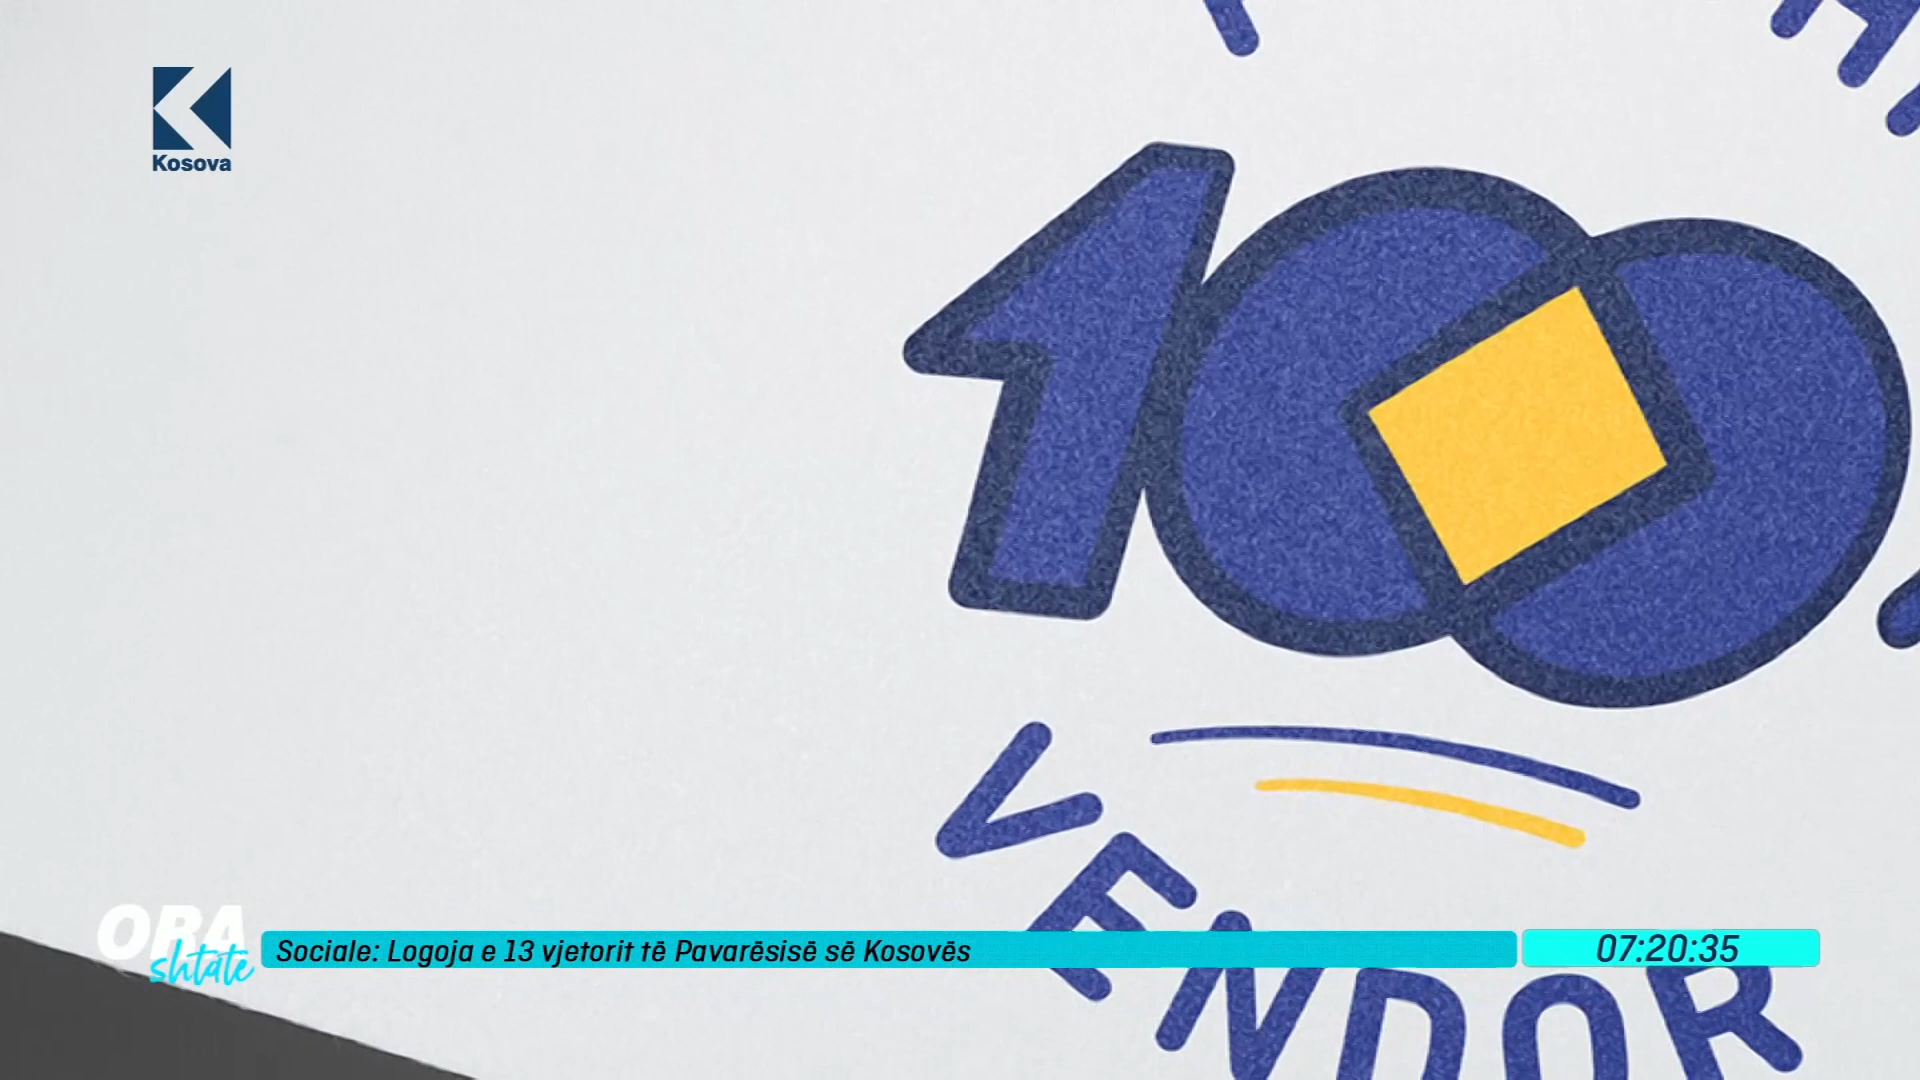 Kosova
100
VENDOR
ORA
shtatë
Sociale: Logoja e 13 vjetorit të Pavarësisë së Kosovës
07:20:35